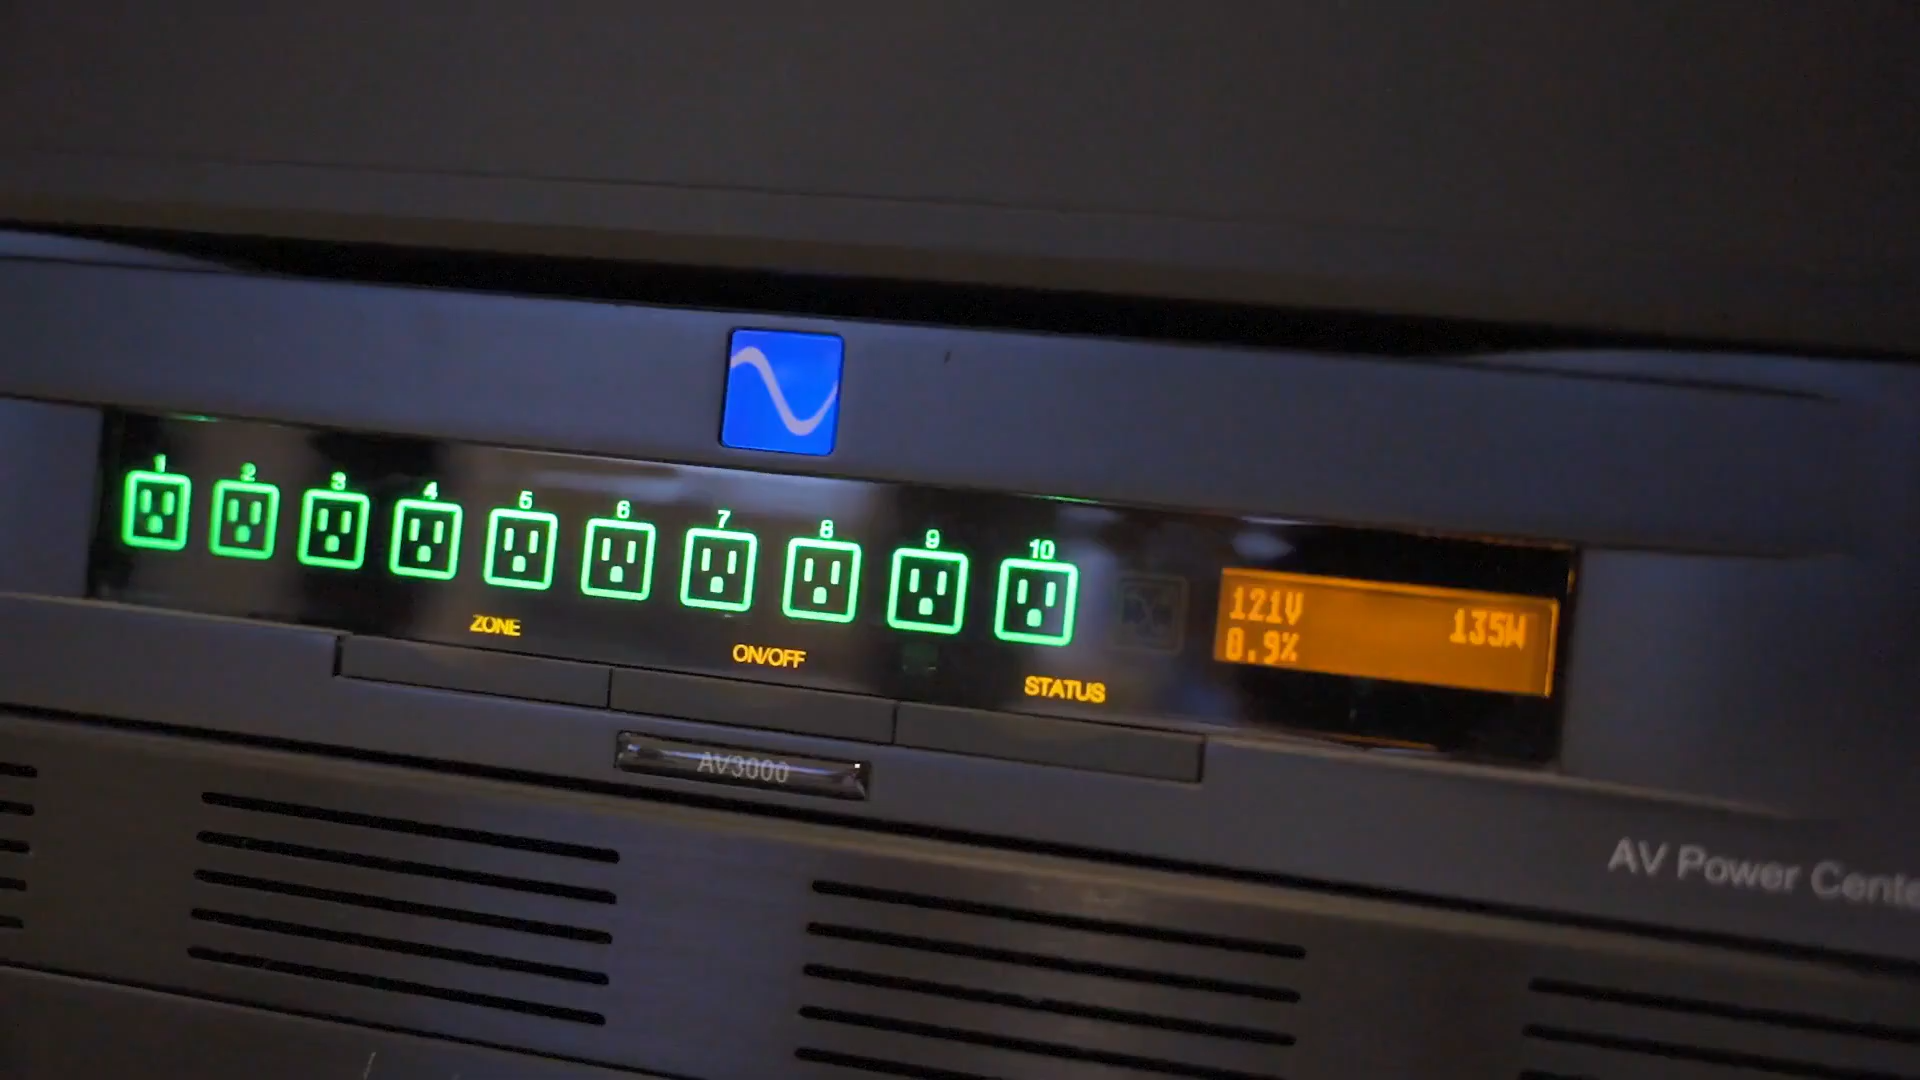 1 2 3 4 5 6 7 8 9 10
ZONE
ON/OFF
STATUS
121V 135W
0.9%
AV3000
AV Power Cente